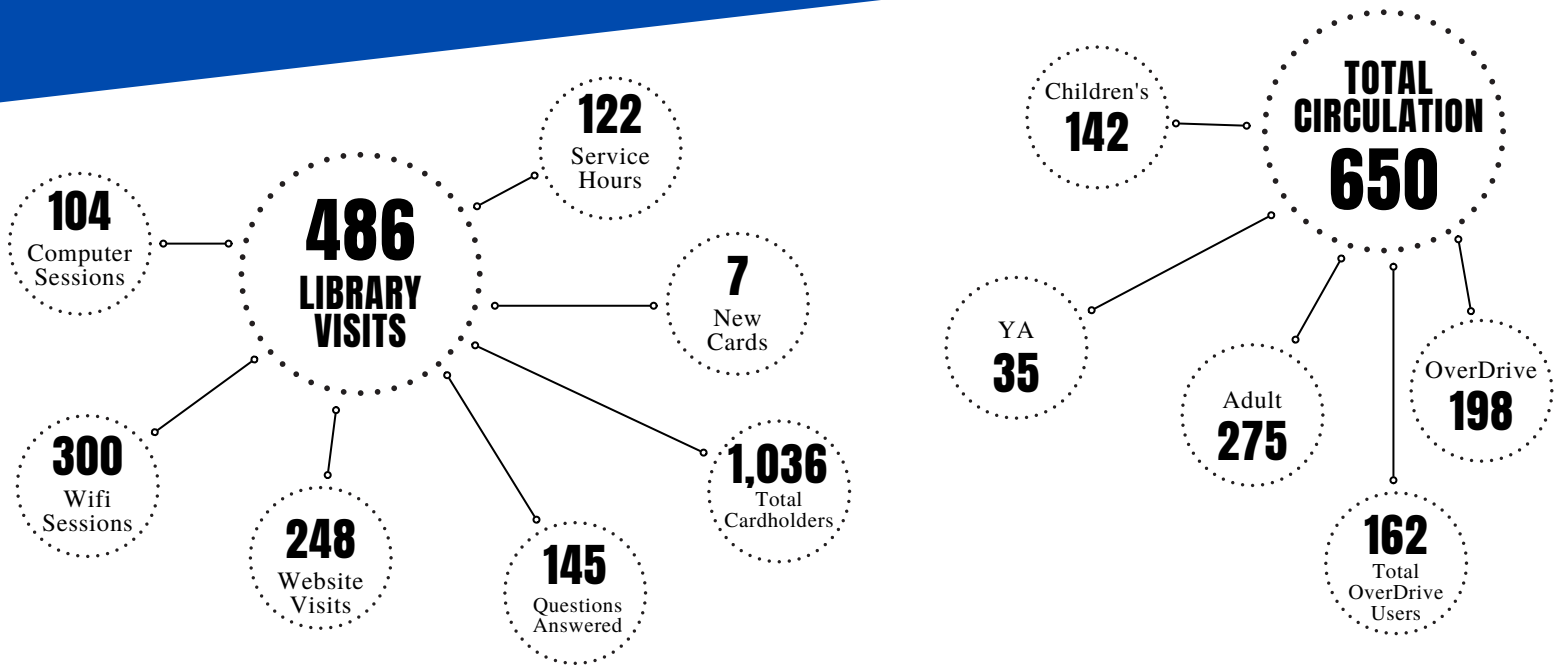 486
LIBRARY
VISITS
122
Service
Hours
104
Computer
Sessions
7
New
Cards
300
Wifi
Sessions
248
Website
Visits
145
Questions
Answered
1,036
Total
Cardholders
TOTAL
CIRCULATION
650
Children's
142
YA
35
Adult
275
OverDrive
198
162
Total
OverDrive
Users